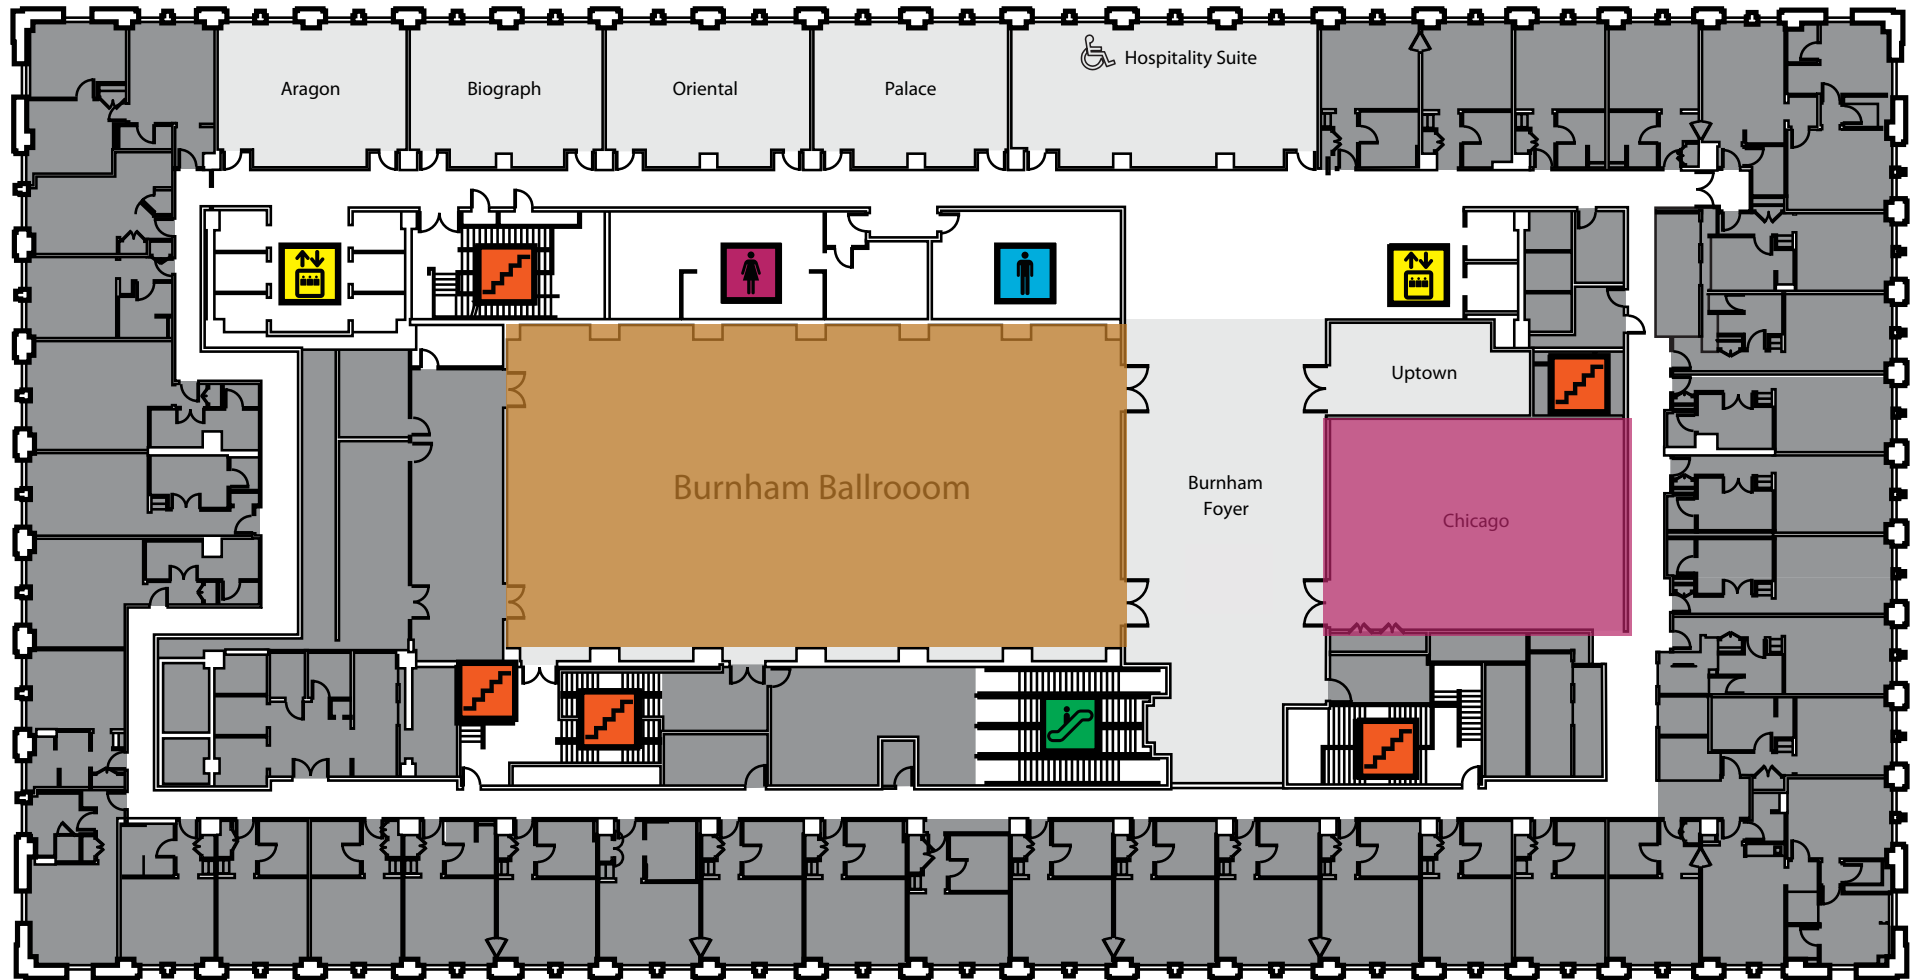 Aragon
Biograph
Oriental
Palace
Hospitality Suite
Uptown
Burnham Ballrooom
Burnham
Foyer
Chicago